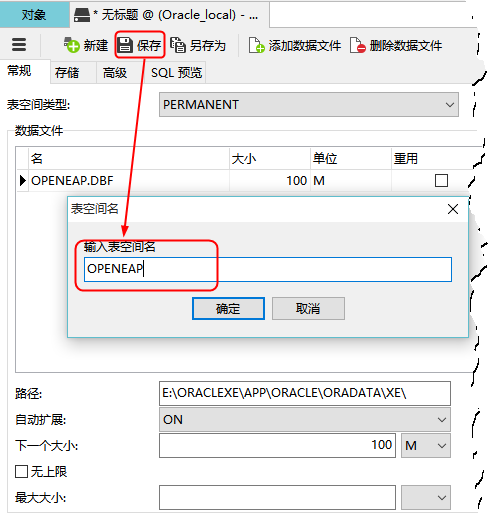 对象 * 无标题 @ (Oracle_local) - ...
新建 保存 另存为 添加数据文件 删除数据文件
常规 存储 高级 SQL 预览
表空间类型: PERMANENT
数据文件
名 大小 单位 重用
OPENEAP.DBF 100 M
表空间名
输入表空间名
OPENEAP
确定 取消
路径: E:\ORACLEXE\APP\ORACLE\ORADATA\XE\
自动扩展: ON
下一个大小: 100 M
无上限
最大大小: